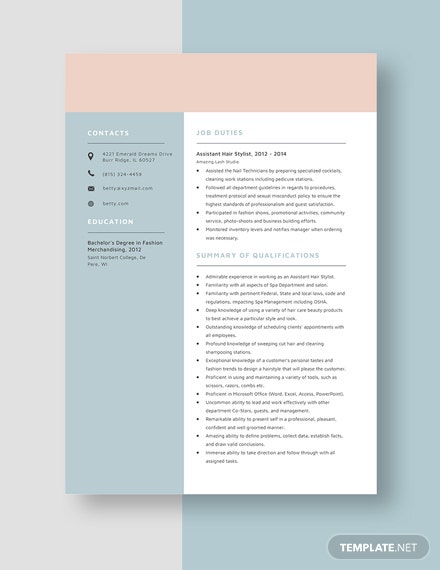 CONTACTS
4221 Emerald Dreams Drive
Burr Ridge, IL 60527
(815) 324-4459
betty@xyzmail.com
betty.com
EDUCATION
Bachelor's Degree in Fashion
Merchandising, 2012
Saint Norbert College, De
Pere, WI
JOB DUTIES
Assistant Hair Stylist, 2012 - 2014
Amazing Lash Studio
• Assisted the Nail Technicians by preparing specialized cocktails,
cleaning work stations including pedicure stations.
• Followed all department guidelines in regards to procedures,
treatment protocol and sexual misconduct policy to ensure the
highest standards of professionalism and guest satisfaction.
• Participated in fashion shows, promotional activities, community
service, photo-shoots and business building efforts.
• Monitored inventory levels and notifies manager when ordering
was necessary.
SUMMARY OF QUALIFICATIONS
• Admirable experience in working as an Assistant Hair Stylist.
• Familiarity with all aspects of Spa Department and salon.
• Familiarity with pertinent Federal, State and local laws, code and
regulations, impacting Spa Management including OSHA.
• Deep knowledge of using a variety of hair care beauty products
to best achieve a particular style and look.
• Outstanding knowledge of scheduling clients' appointments with
all employees.
• Profound knowledge of sweeping cut hair and cleaning
shampooing stations.
• Exceptional knowledge of a customer's personal tastes and
fashion trends to design a hairstyle that will please the customer.
• Proficient in using and maintaining a variety of tools, such as
scissors, razors, combs etc.
• Proficient in Microsoft Office (Word, Excel, Access, PowerPoint).
• Uncommon ability to lead and work effectively with other
department Co-Stars, guests, and management.
• Remarkable ability to present self in a professional, pleasant,
confident and well groomed manner.
• Amazing ability to define problems, collect data, establish facts,
and draw valid conclusions.
• Immense ability to take direction and follow through with all
assigned tasks.
TEMPLATE.NET